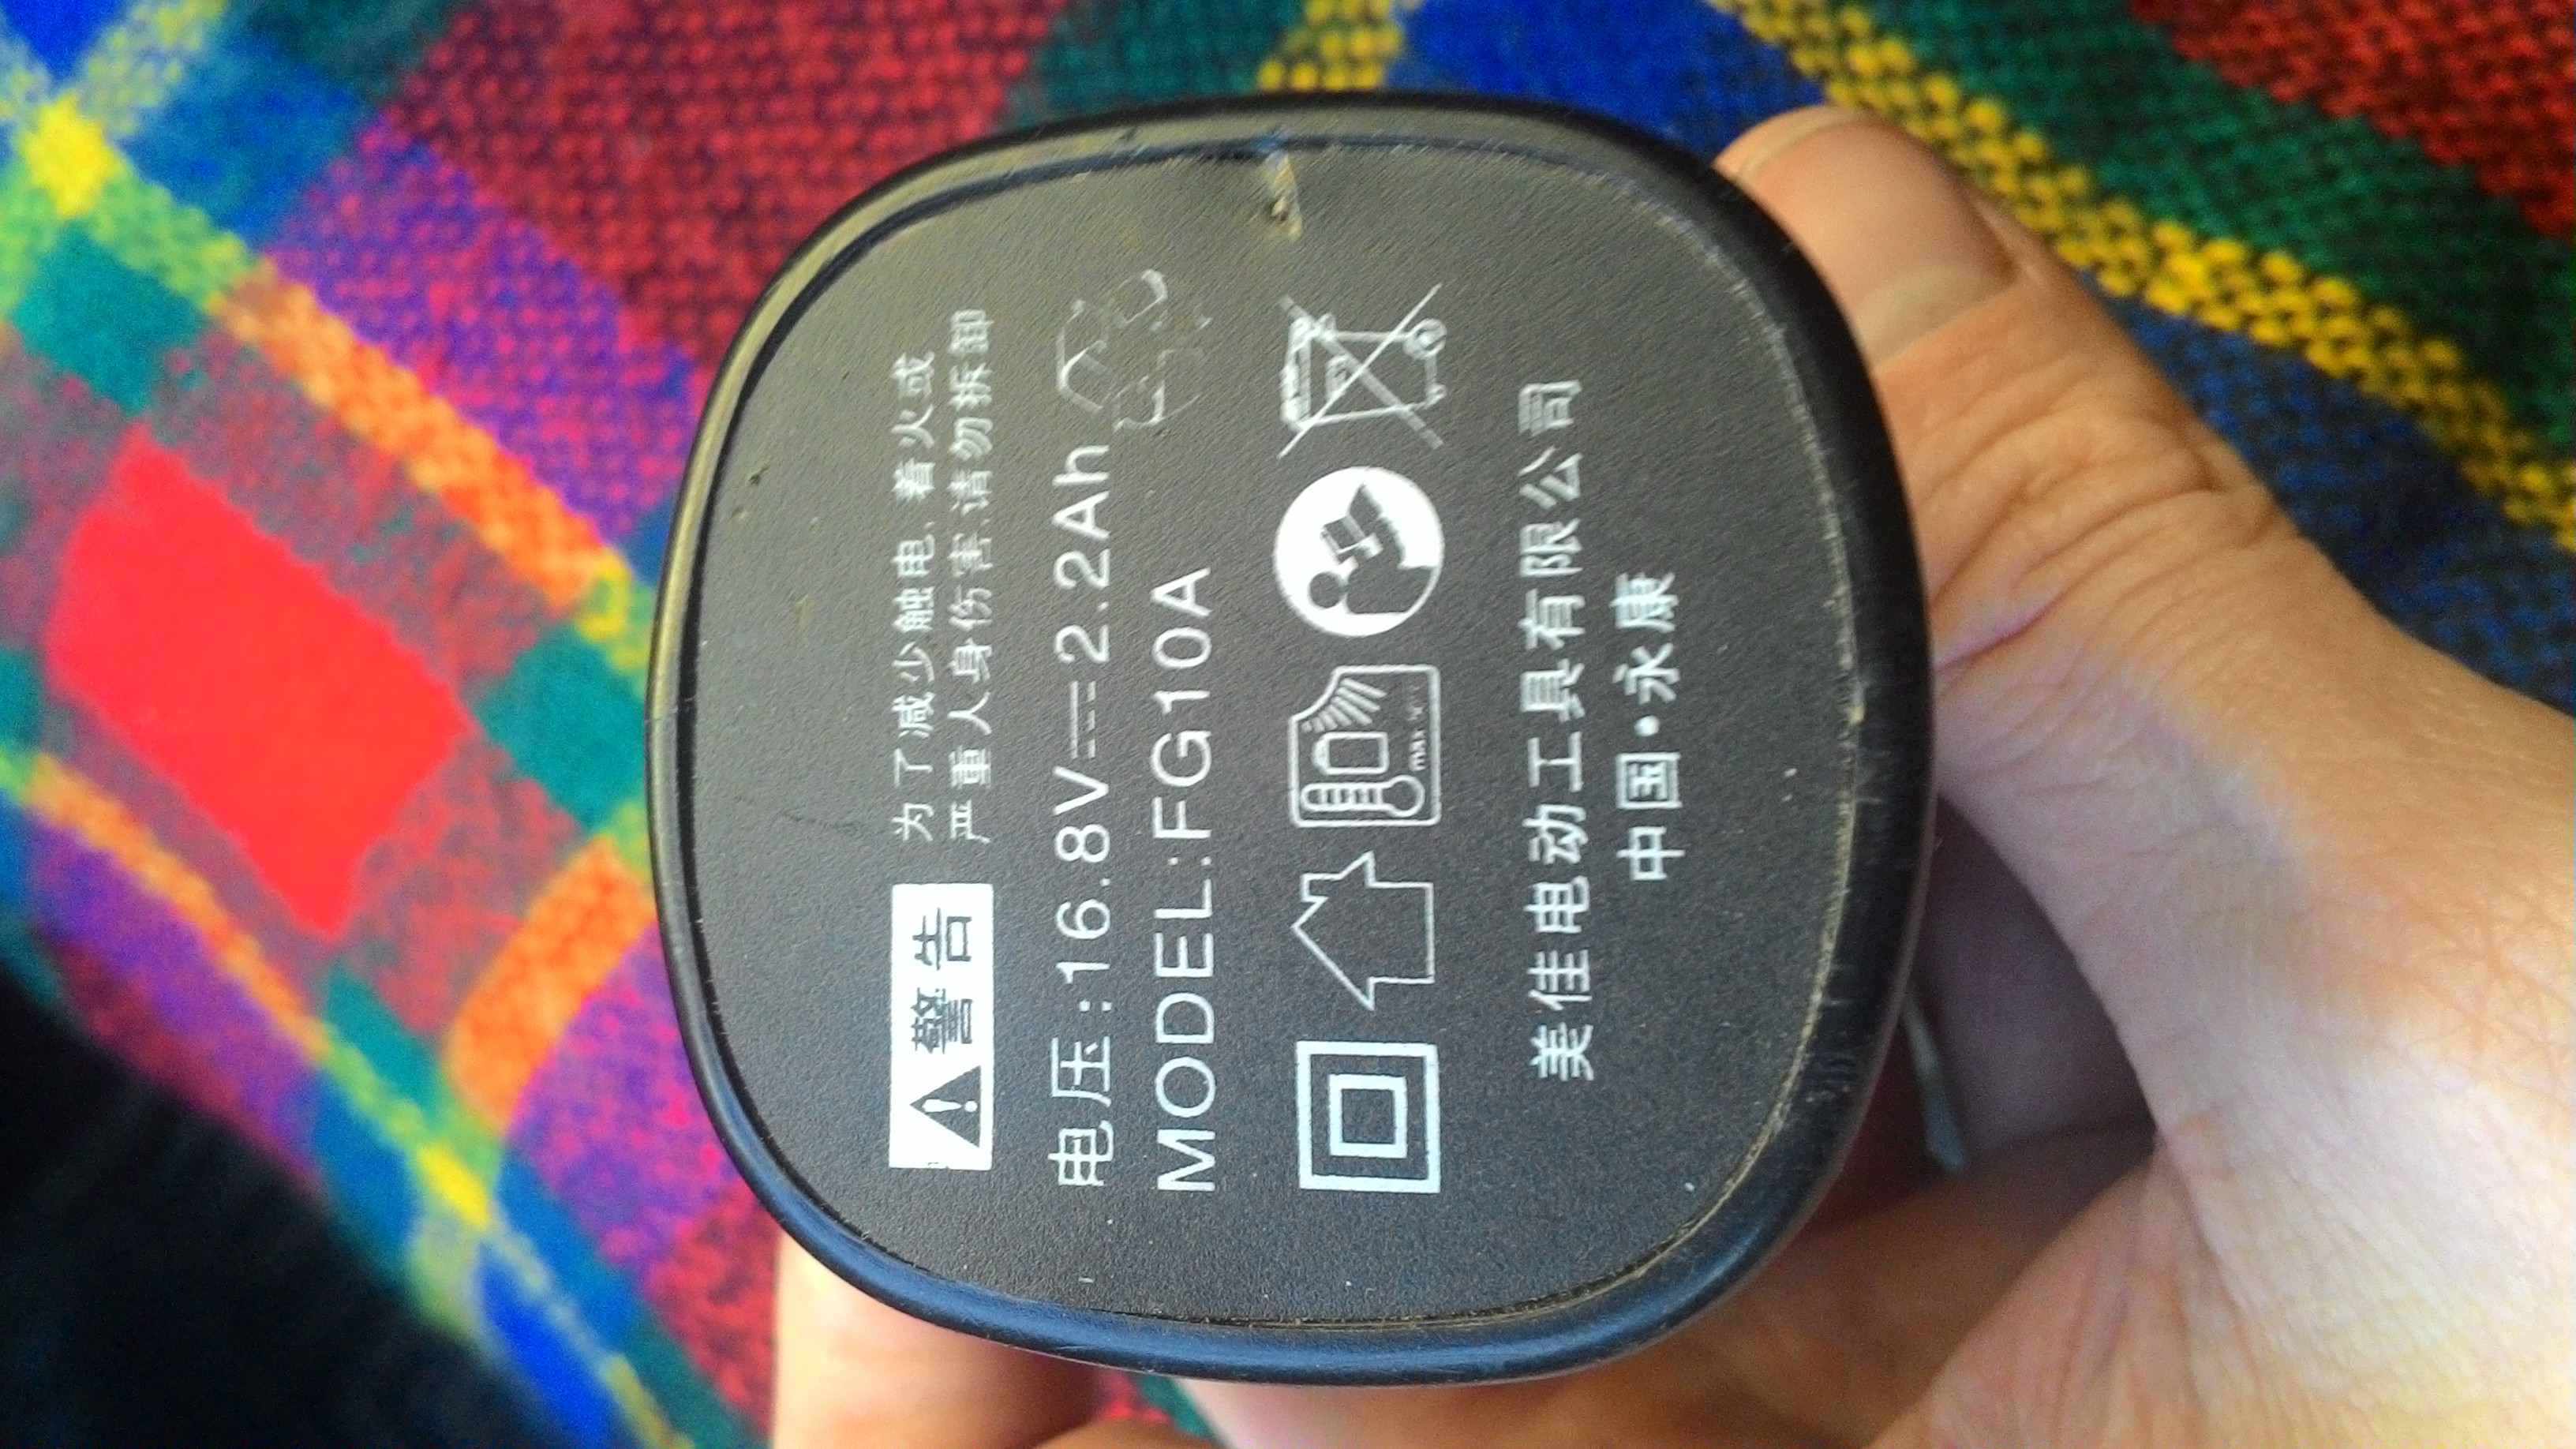 警告
为了减少触电,着火或
严重人身伤害,请勿拆卸
电压:16.8V⎓2.2Ah
MODEL:FG10A
美佳电动工具有限公司
中国·永康